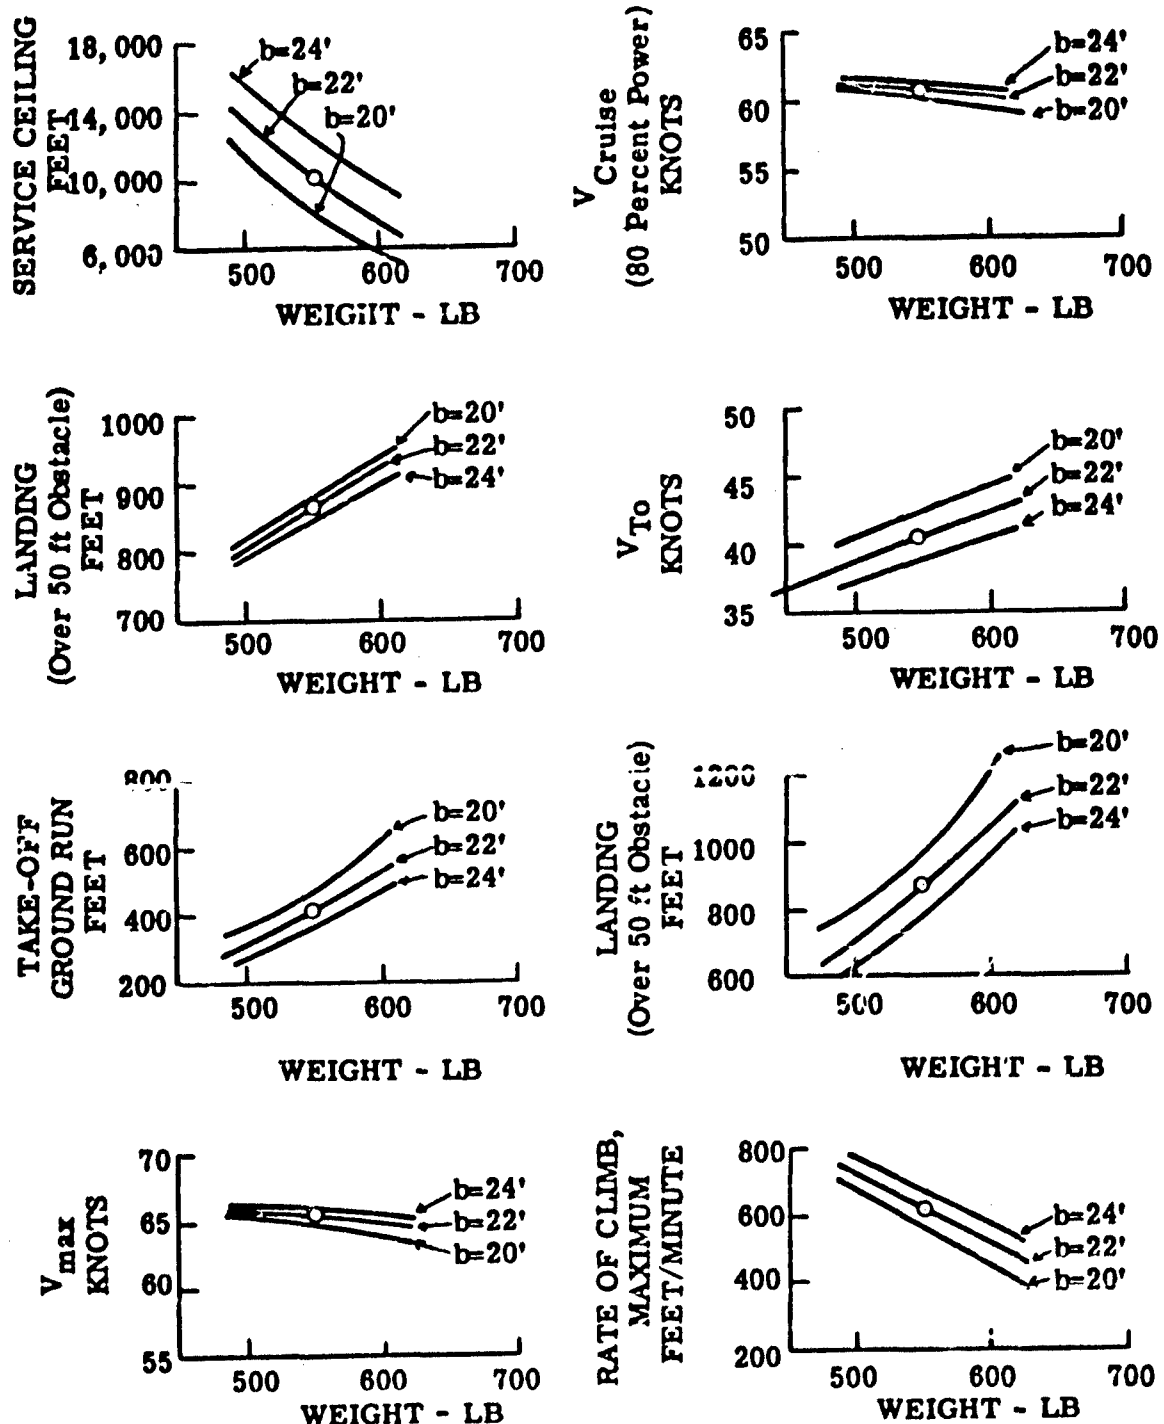 SERVICE CEILING
FEET
18,000
14,000
10,000
6,000
b=24'
b=22'
b=20'
500 600 700
WEIGHT - LB
V Cruise
(80 Percent Power)
KNOTS
65
60
55
50
b=24'
b=22'
b=20'
500 600 700
WEIGHT - LB
LANDING
(Over 50 ft Obstacle)
FEET
1000
900
800
700
b=20'
b=22'
b=24'
500 600 700
WEIGHT - LB
VTo
KNOTS
50
45
40
35
b=20'
b=22'
b=24'
500 600 700
WEIGHT - LB
TAKE-OFF
GROUND RUN
FEET
800
600
400
200
b=20'
b=22'
b=24'
500 600 700
WEIGHT - LB
LANDING
(Over 50 ft Obstacle)
FEET
1200
1000
800
600
b=20'
b=22'
b=24'
500 600 700
WEIGHT - LB
Vmax
KNOTS
70
65
60
55
b=24'
b=22'
b=20'
500 600 700
WEIGHT - LB
RATE OF CLIMB,
MAXIMUM
FEET/MINUTE
800
600
400
200
b=24'
b=22'
b=20'
500 600 700
WEIGHT - LB